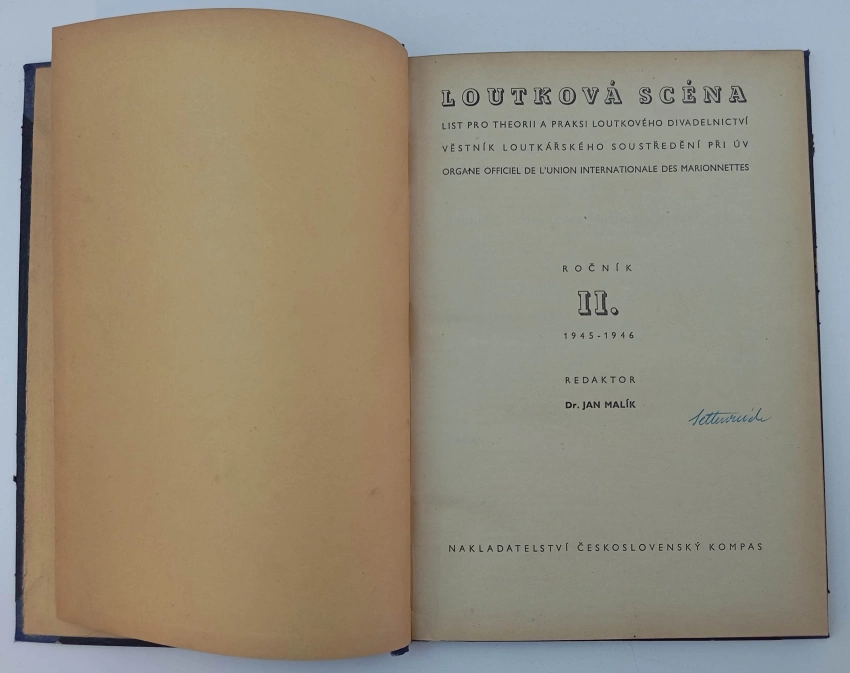 LOUTKOVÁ SCÉNA
LIST PRO THEORII A PRAKSI LOUTKOVÉHO DIVADELNICTVÍ
VĚSTNÍK LOUTKÁŘSKÉHO SOUSTŘEDĚNÍ PŘI ÚV
ORGANE OFFICIEL DE L'UNION INTERNATIONALE DES MARIONNETTES
ROČNÍK
II.
1945-1946
REDAKTOR
Dr. JAN MALÍK
NAKLADATELSTVÍ ČESKOSLOVENSKÝ KOMPAS